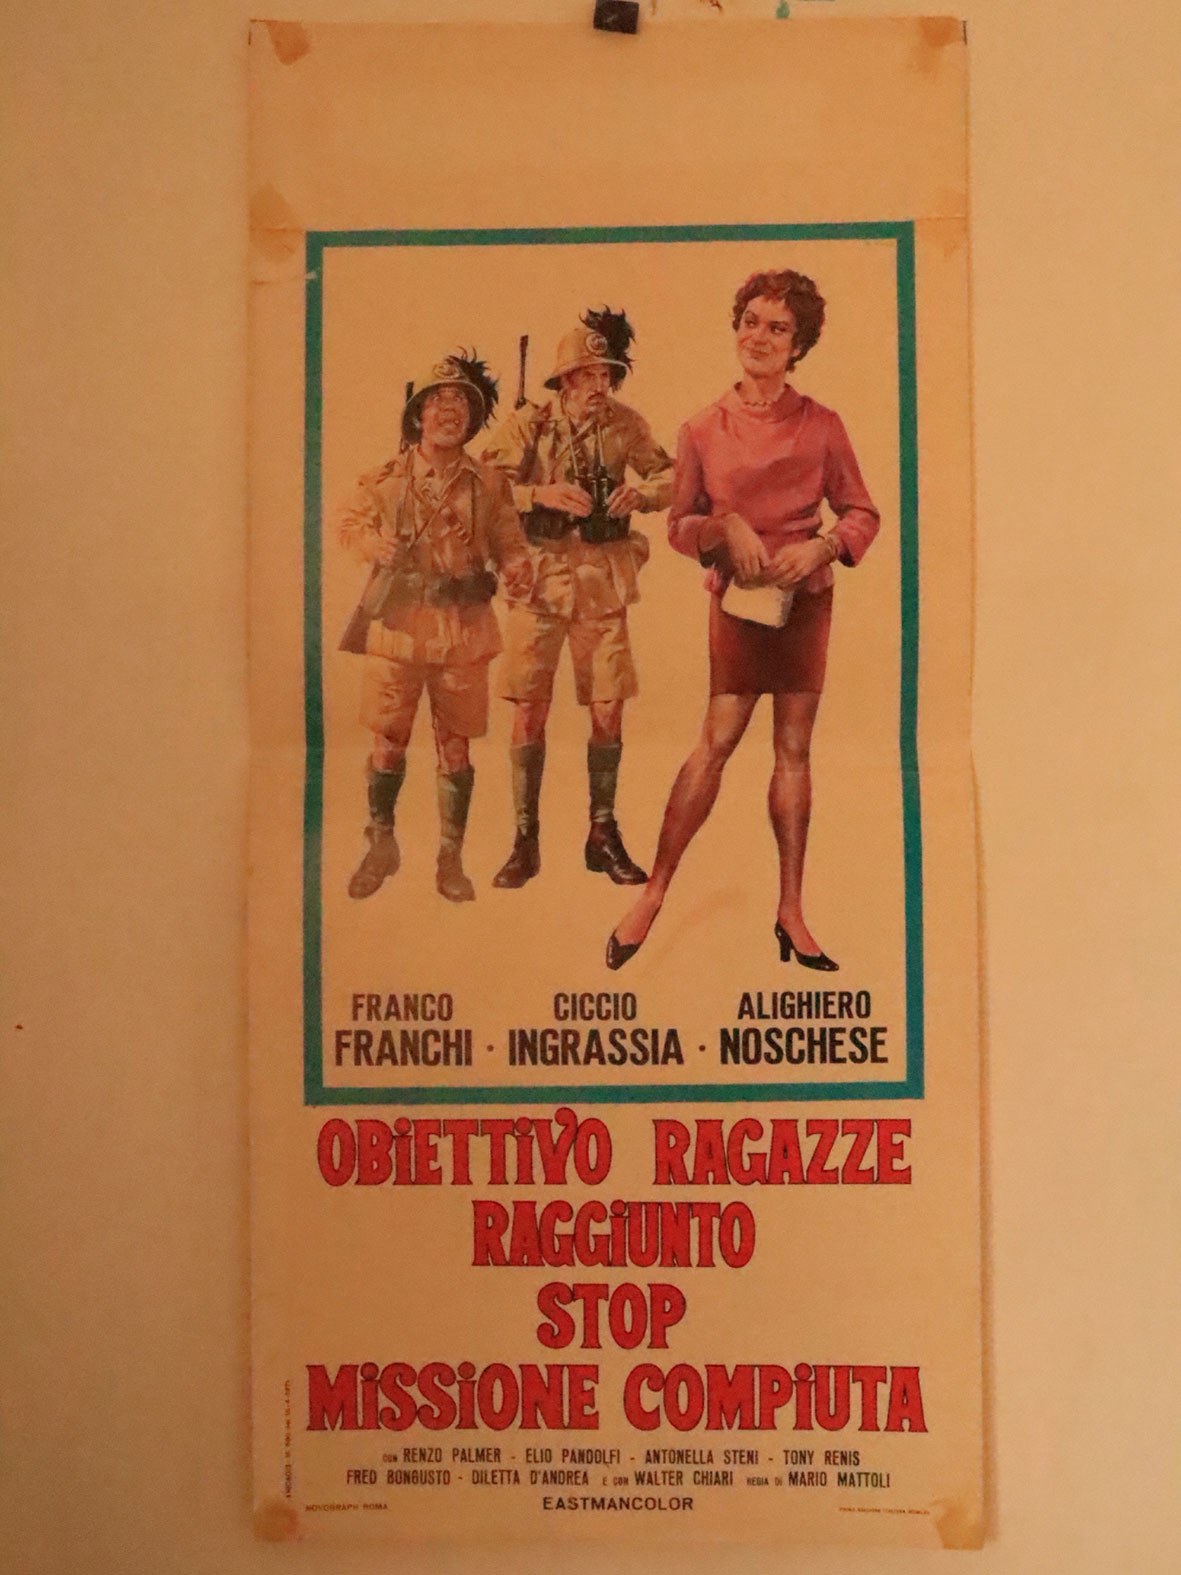 FRANCO CICCIO ALIGHIERO
FRANCHI · INGRASSIA · NOSCHESE
OBiETTiVO RAGAZZE
RAGGiUNTO
STOP
MiSSiONE COMPiUTA
CON RENZO PALMER - ELIO PANDOLFI - ANTONELLA STENI - TONY RENIS
FRED BONGUSTO - DILETTA D'ANDREA E CON WALTER CHIARI REGIA DI MARIO MATTOLI
EASTMANCOLOR
NOVOGRAPH ROMA